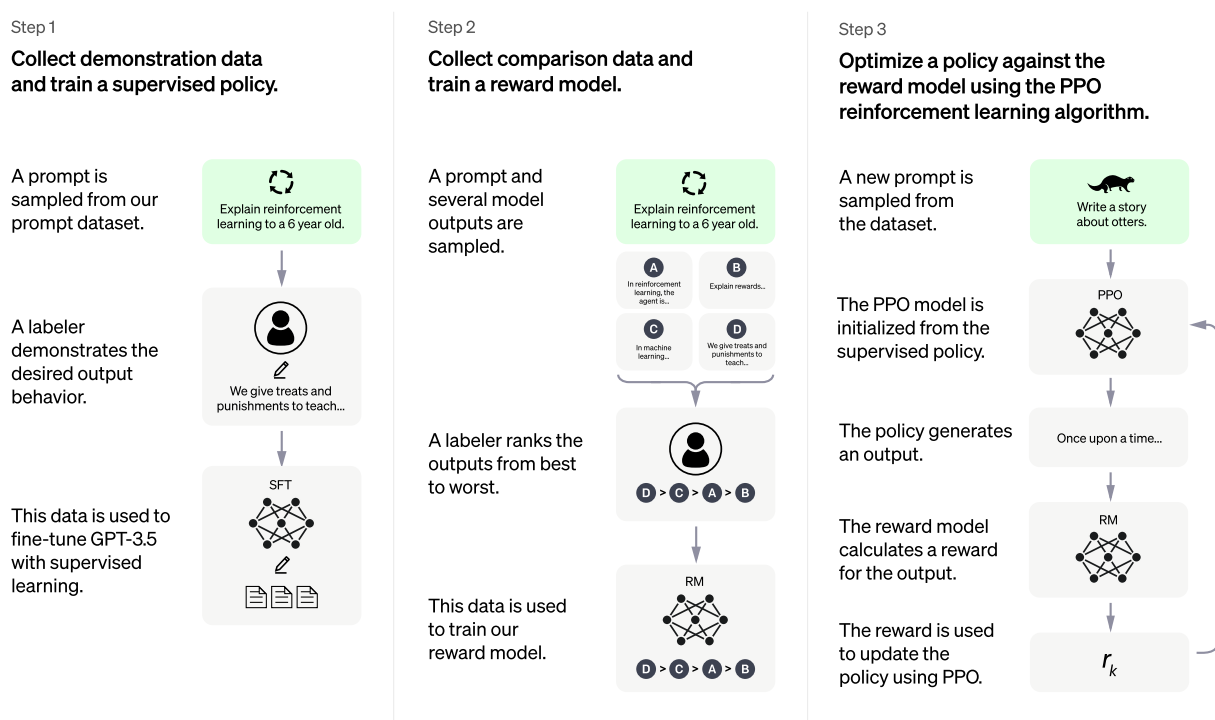 Step 1
Collect demonstration data
and train a supervised policy.
A prompt is
sampled from our
prompt dataset.
Explain reinforcement
learning to a 6 year old.
A labeler
demonstrates the
desired output
behavior.
We give treats and
punishments to teach...
This data is used to
fine-tune GPT-3.5
with supervised
learning.
SFT
Step 2
Collect comparison data and
train a reward model.
A prompt and
several model
outputs are
sampled.
Explain reinforcement
learning to a 6 year old.
A
In reinforcement
learning, the
agent is...
B
Explain rewards...
C
In machine
learning...
D
We give treats and
punishments to
teach...
A labeler ranks the
outputs from best
to worst.
D > C > A > B
This data is used
to train our
reward model.
RM
D > C > A > B
Step 3
Optimize a policy against the
reward model using the PPO
reinforcement learning algorithm.
A new prompt is
sampled from
the dataset.
Write a story
about otters.
The PPO model is
initialized from the
supervised policy.
PPO
The policy generates
an output.
Once upon a time...
The reward model
calculates a reward
for the output.
RM
The reward is used
to update the
policy using PPO.
rk